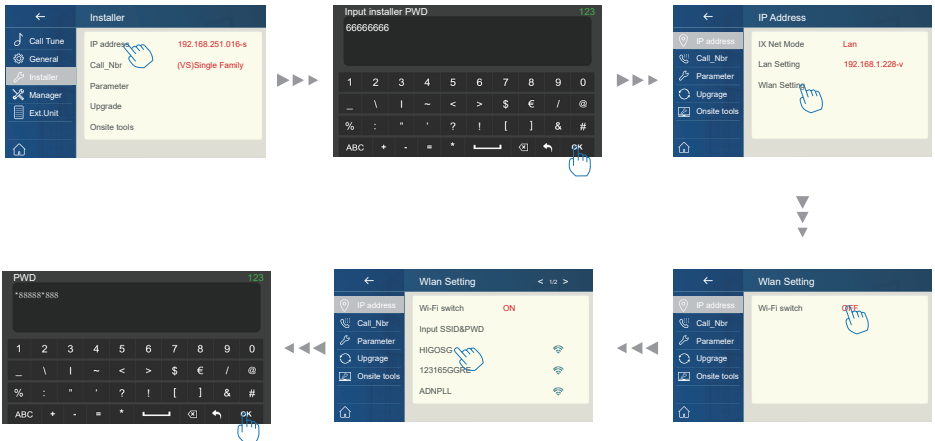 Installer
Call Tune
General
Installer
Manager
Ext.Unit
IP address 192.168.251.016-s
Call_Nbr (VS)Single Family
Parameter
Upgrade
Onsite tools
Input installer PWD 123
66666666
1 2 3 4 5 6 7 8 9 0
_ \ | ~ < > $ € / @
% : " ' ? ! [ ] & #
ABC + - = * OK
IP Address
IP address
Call_Nbr
Parameter
Upgrage
Onsite tools
IX Net Mode Lan
Lan Setting 192.168.1.228-v
Wlan Setting
PWD 123
*88888*888
1 2 3 4 5 6 7 8 9 0
_ \ | ~ < > $ € / @
% : " ' ? ! [ ] & #
ABC + - = * OK
Wlan Setting < 1/2 >
IP address
Call_Nbr
Parameter
Upgrage
Onsite tools
Wi-Fi switch ON
Input SSID&PWD
HIGOSG
123165GGRE
ADNPLL
Wlan Setting
IP address
Call_Nbr
Parameter
Upgrage
Onsite tools
Wi-Fi switch OFF